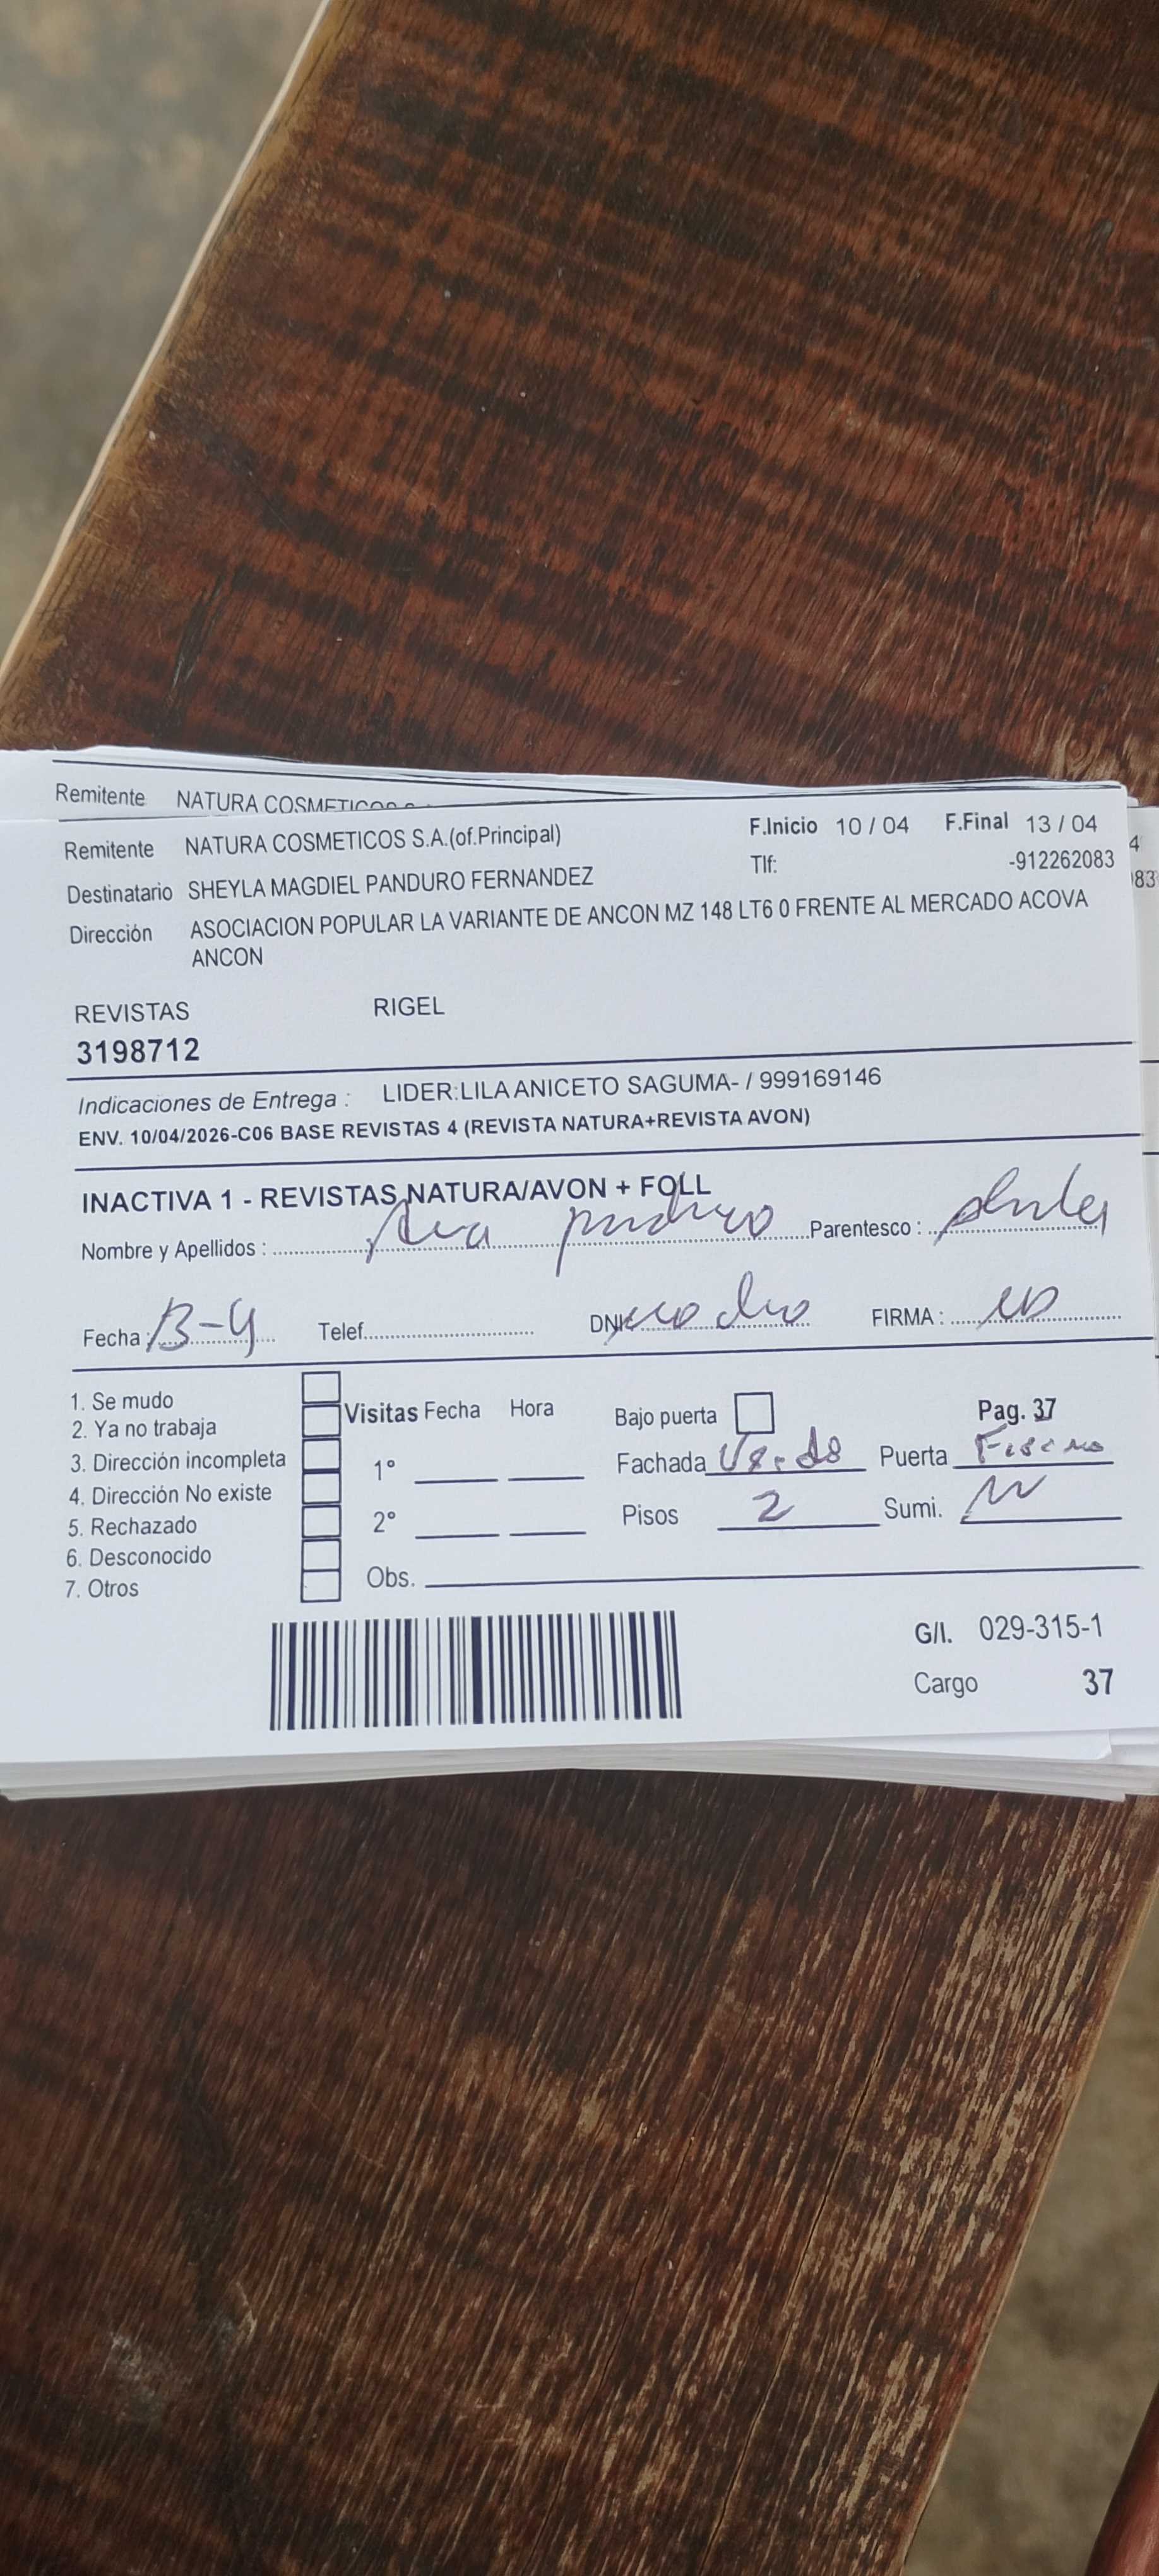 Remitente NATURA COSMETICOS
Remitente NATURA COSMETICOS S.A.(of.Principal) F.Inicio 10 / 04 F.Final 13 / 04
Destinatario SHEYLA MAGDIEL PANDURO FERNANDEZ Tlf: -912262083
Dirección ASOCIACION POPULAR LA VARIANTE DE ANCON MZ 148 LT6 0 FRENTE AL MERCADO ACOVA
ANCON
REVISTAS RIGEL
3198712
Indicaciones de Entrega : LIDER:LILA ANICETO SAGUMA- / 999169146
ENV. 10/04/2026-C06 BASE REVISTAS 4 (REVISTA NATURA+REVISTA AVON)
INACTIVA 1 - REVISTAS NATURA/AVON + FOLL
Nombre y Apellidos : panduro Parentesco :
Fecha : 13-4 Telef. DNI: no dio FIRMA :
1. Se mudo
2. Ya no trabaja
3. Dirección incompleta
4. Dirección No existe
5. Rechazado
6. Desconocido
7. Otros
Visitas Fecha Hora
1°
2°
Obs.
Bajo puerta Pag. 37
Fachada Puerta
Pisos 2 Sumi.
G/I. 029-315-1
Cargo 37
4
83